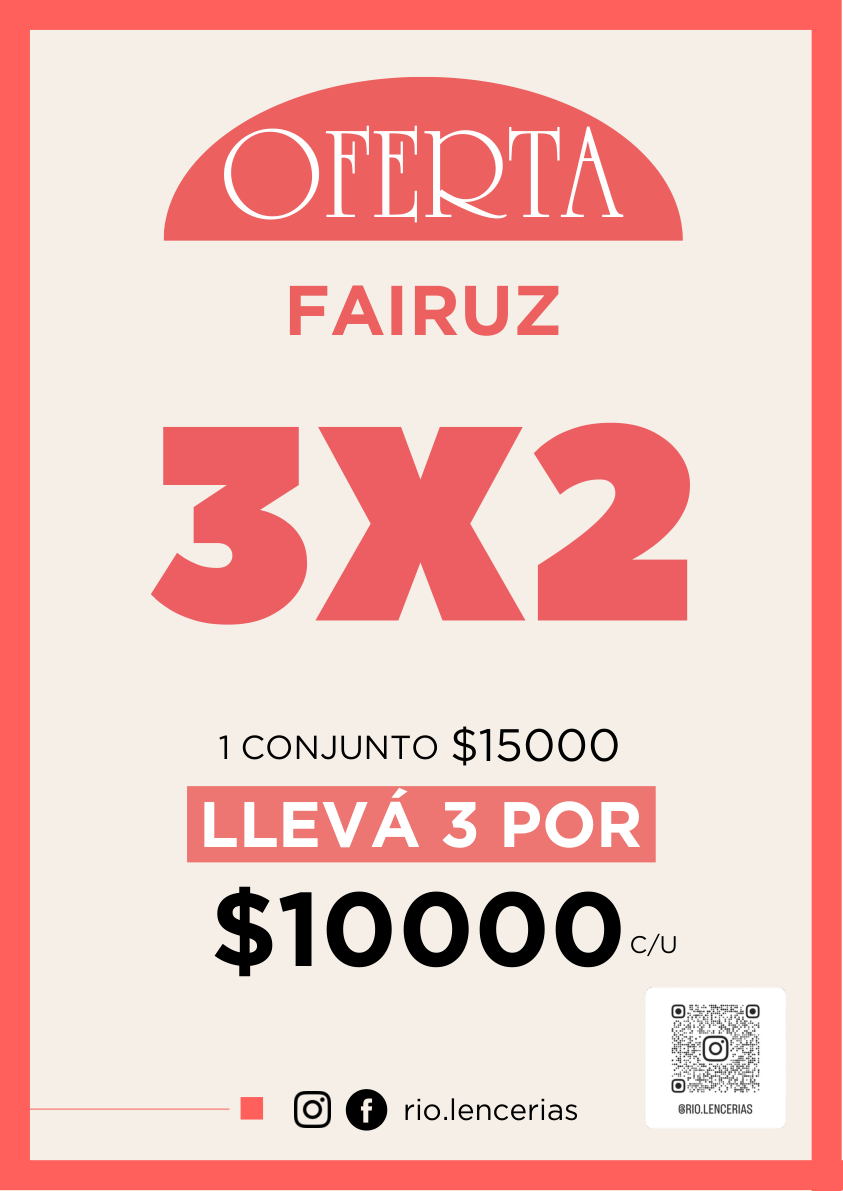 OFERTA
FAIRUZ
3X2
1 CONJUNTO $15000
LLEVÁ 3 POR
$10000 C/U
@RIO.LENCERIAS
rio.lencerias